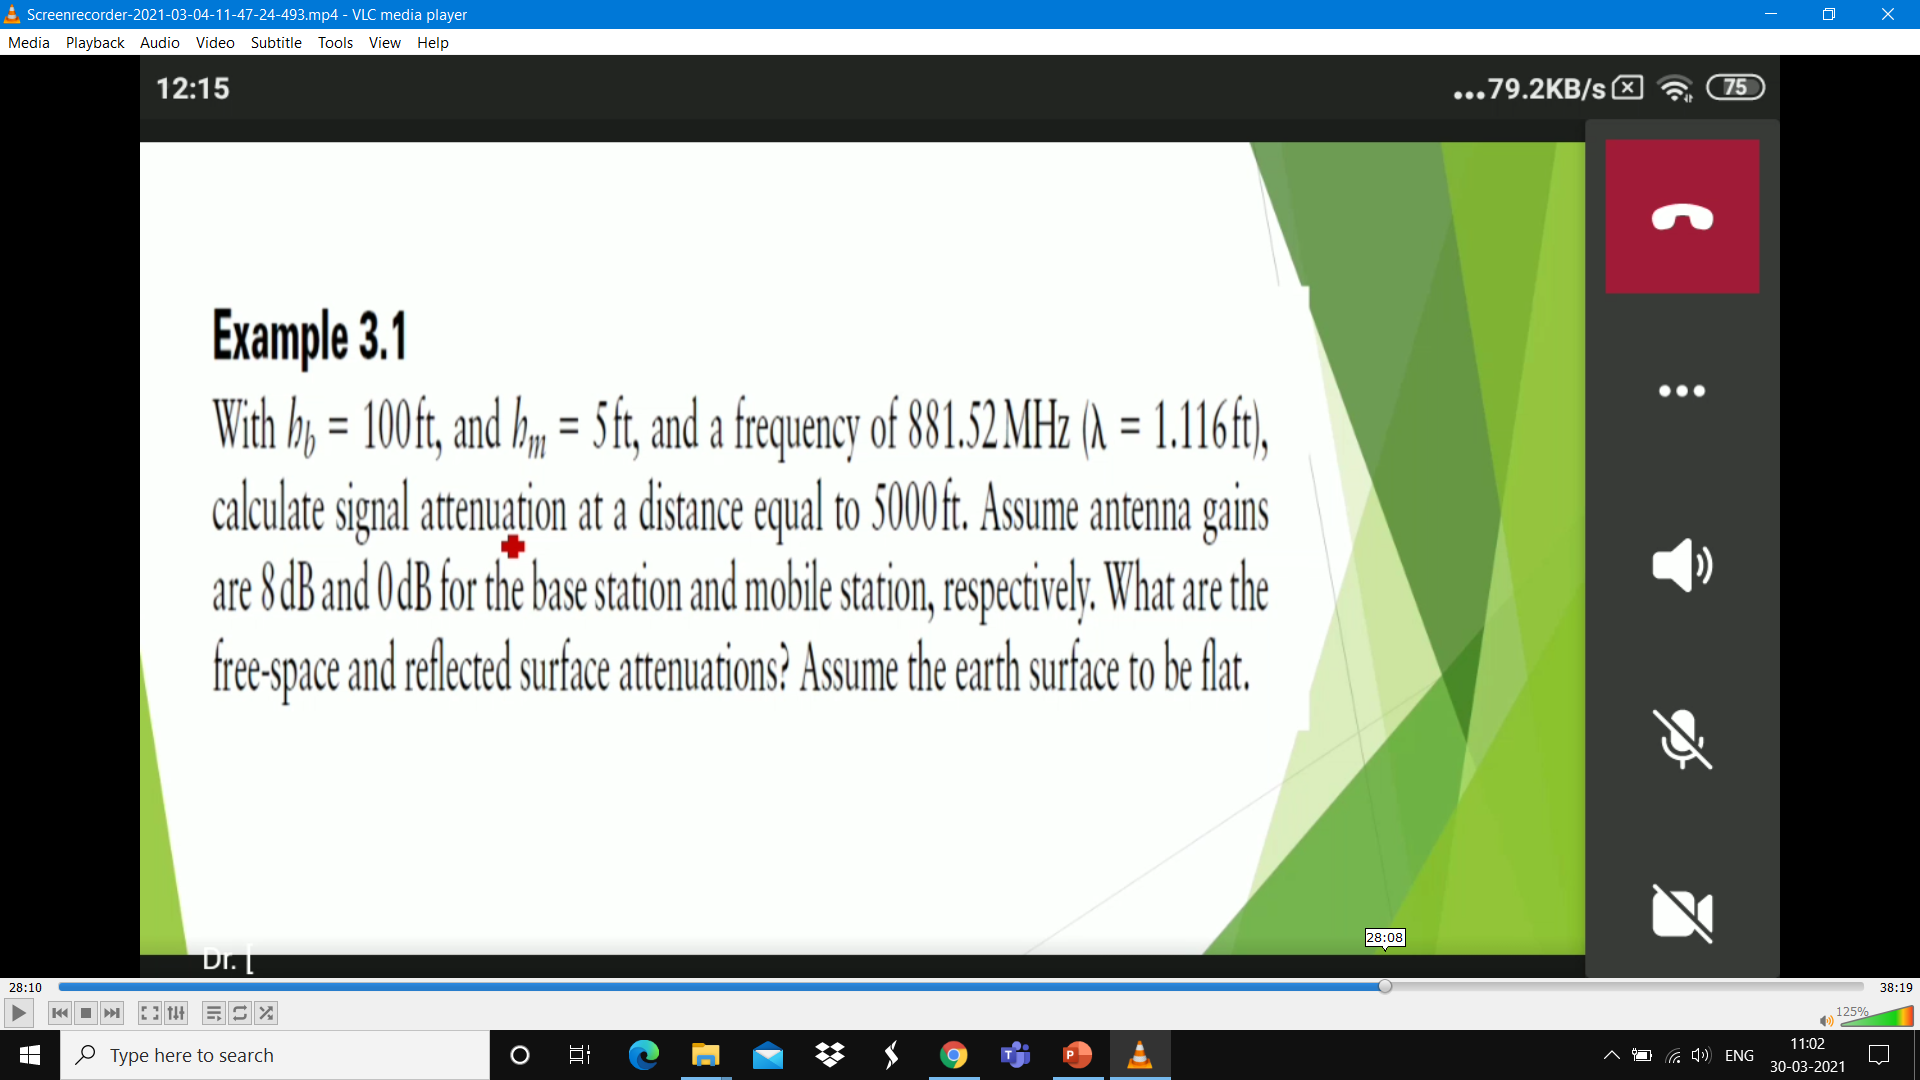 Screenrecorder-2021-03-04-11-47-24-493.mp4 - VLC media player
Media Playback Audio Video Subtitle Tools View Help
12:15
...79.2KB/s 75
Example 3.1
With hb = 100 ft, and hm = 5 ft, and a frequency of 881.52 MHz (λ = 1.116 ft),
calculate signal attenuation at a distance equal to 5000 ft. Assume antenna gains
are 8 dB and 0 dB for the base station and mobile station, respectively. What are the
free-space and reflected surface attenuations? Assume the earth surface to be flat.
Dr. [
28:08
28:10
38:19
125%
Type here to search
ENG
11:02
30-03-2021